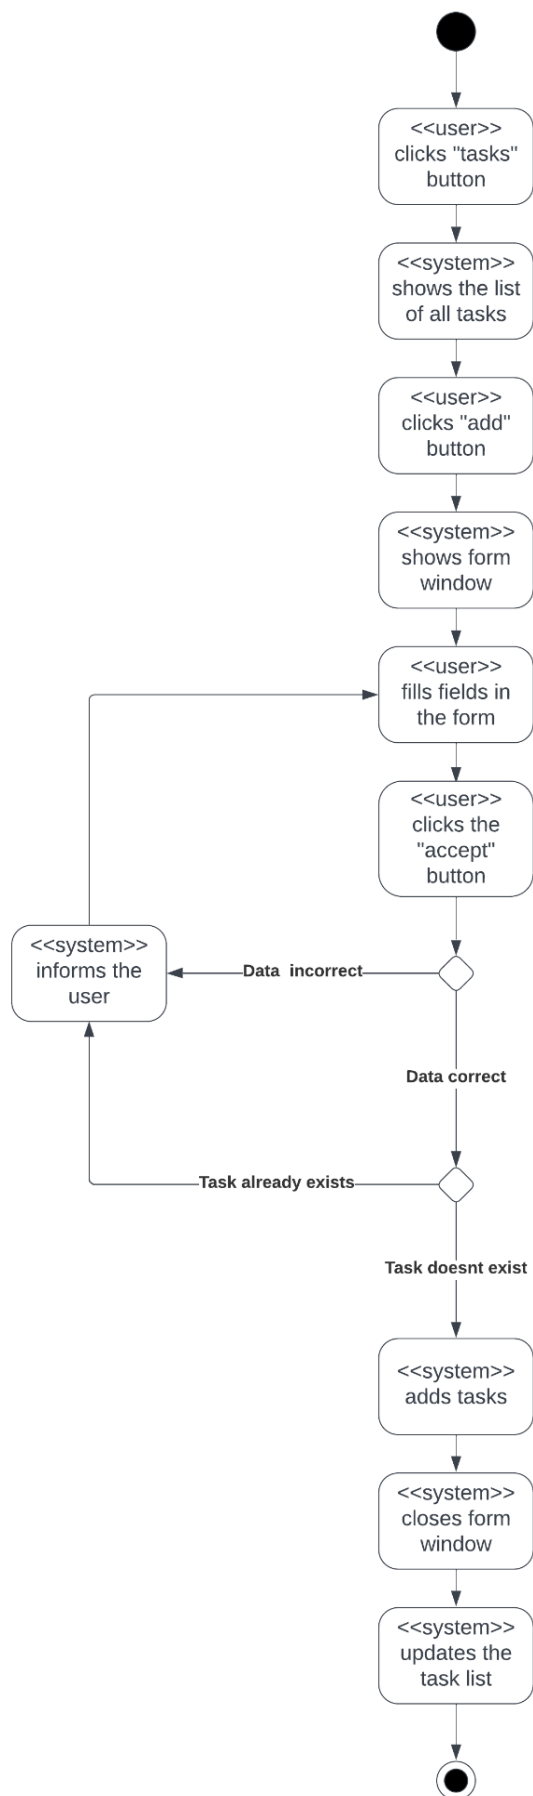 <<user>>
clicks "tasks"
button
<<system>>
shows the list
of all tasks
<<user>>
clicks "add"
button
<<system>>
shows form
window
<<user>>
fills fields in
the form
<<user>>
clicks the
"accept"
button
<<system>>
informs the
user
Data  incorrect
Data correct
Task already exists
Task doesnt exist
<<system>>
adds tasks
<<system>>
closes form
window
<<system>>
updates the
task list